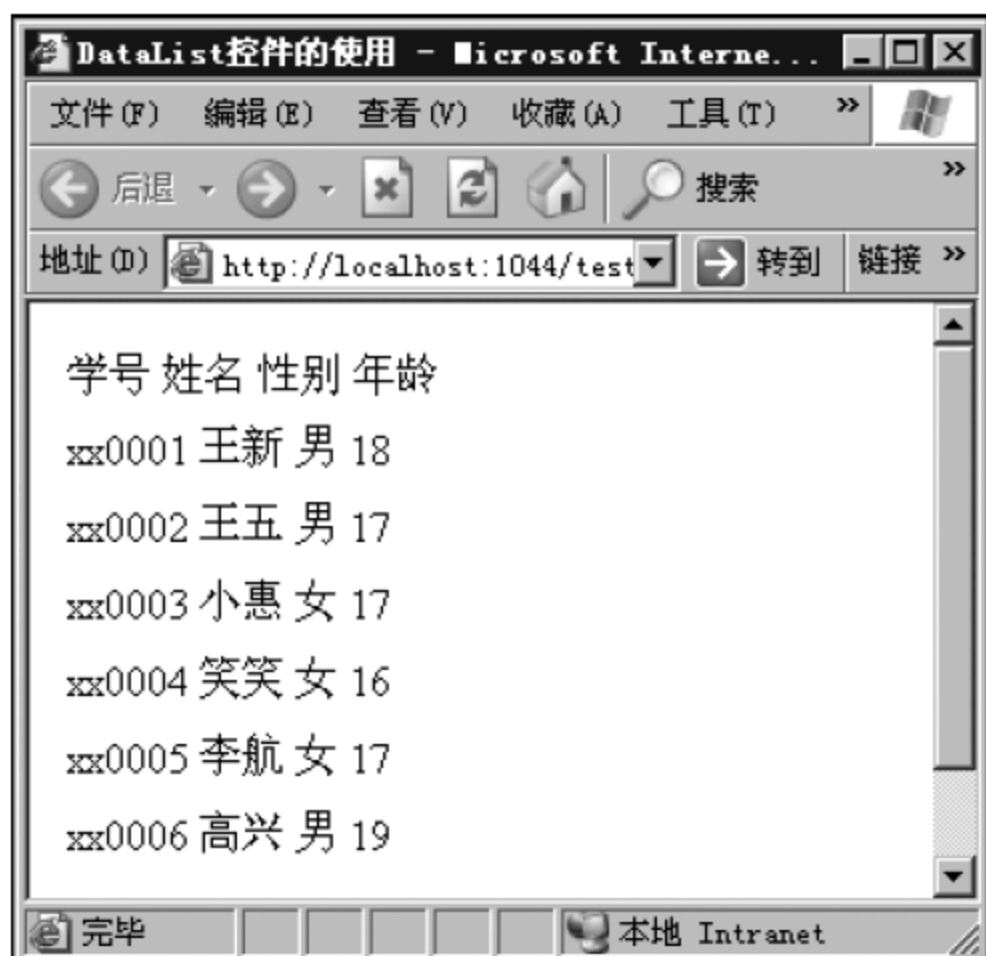 DataList控件的使用 - Microsoft Interne...
文件(F) 编辑(E) 查看(V) 收藏(A) 工具(T) »
后退 搜索 »
地址(D) http://localhost:1044/test 转到 链接 »
学号 姓名 性别 年龄
xx0001 王新 男 18
xx0002 王五 男 17
xx0003 小惠 女 17
xx0004 笑笑 女 16
xx0005 李航 女 17
xx0006 高兴 男 19
完毕 本地 Intranet